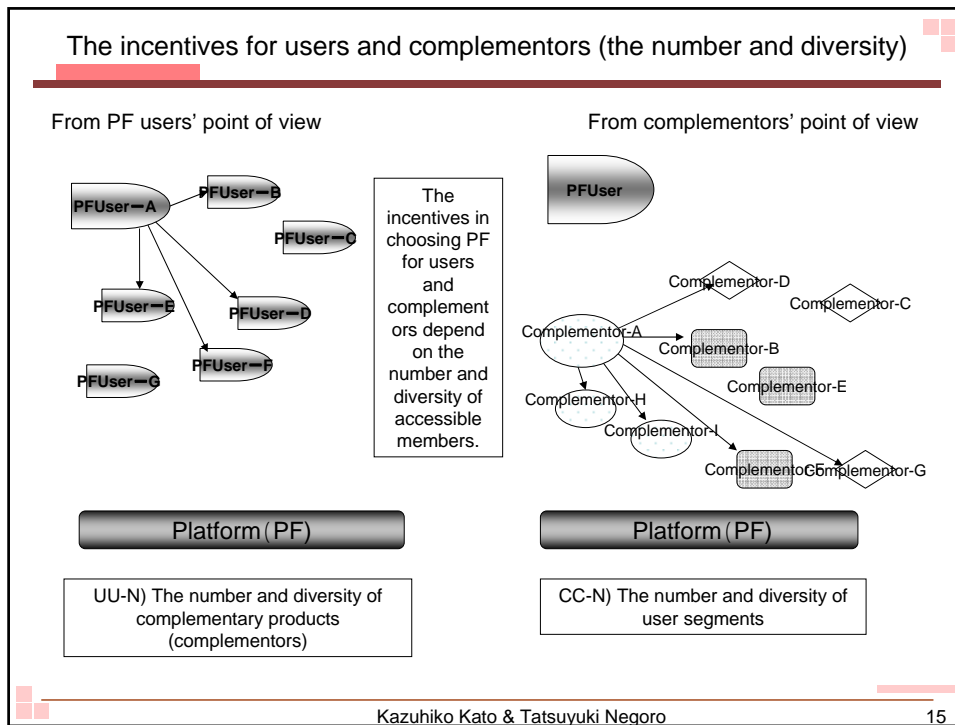 The incentives for users and complementors (the number and diversity)
From PF users’ point of view
PFUser－A
PFUser－B
PFUser－C
PFUser－E
PFUser－D
PFUser－F
PFUser－G
The
incentives in
choosing PF
for users
and
complement
ors depend
on the
number and
diversity of
accessible
members.
From complementors’ point of view
PFUser
Complementor-D
Complementor-C
Complementor-A
Complementor-B
Complementor-E
Complementor-H
Complementor-I
Complementor-F
Complementor-G
Platform（PF）
Platform（PF）
UU-N) The number and diversity of
complementary products
(complementors)
CC-N) The number and diversity of
user segments
Kazuhiko Kato & Tatsuyuki Negoro
15